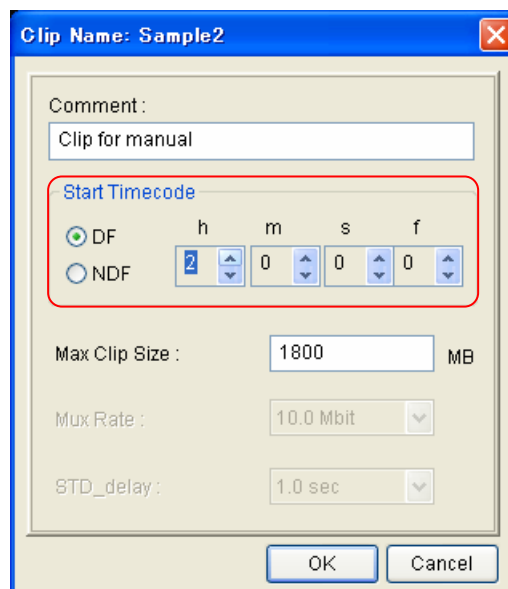 Clip Name: Sample2
Comment :
Clip for manual
Start Timecode
h m s f
DF
NDF
2 0 0 0
Max Clip Size : 1800 MB
Mux Rate : 10.0 Mbit
STD_delay : 1.0 sec
OK Cancel